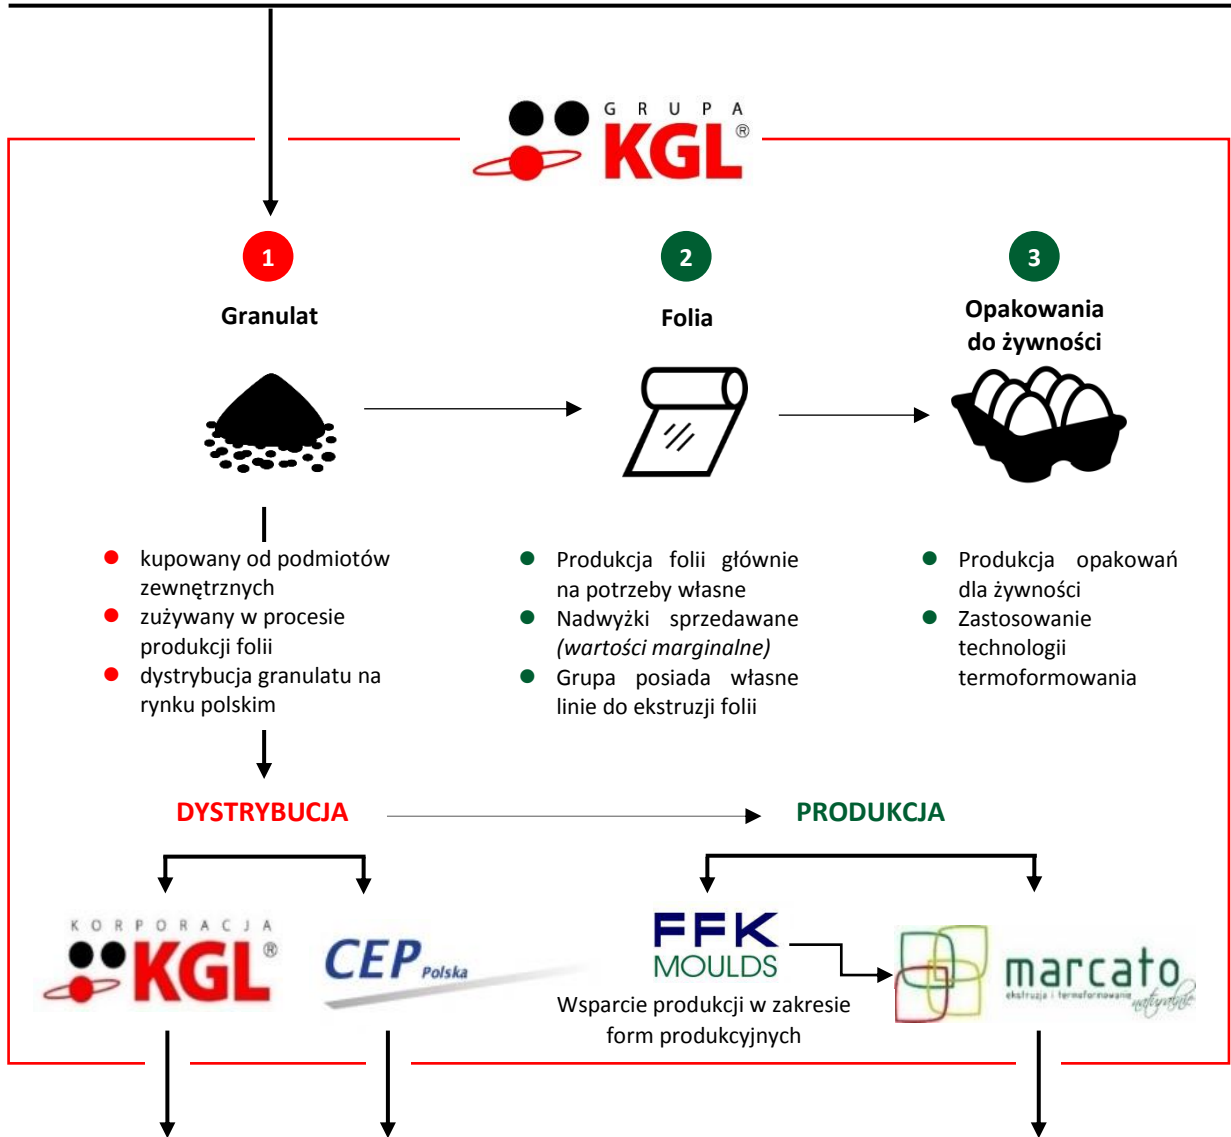 GRUPA
KGL®
1
2
3
Granulat
Folia
Opakowania
do żywności
kupowany od podmiotów
zewnętrznych
zużywany w procesie
produkcji folii
dystrybucja granulatu na
rynku polskim
Produkcja folii głównie
na potrzeby własne
Nadwyżki sprzedawane
(wartości marginalne)
Grupa posiada własne
linie do ekstruzji folii
Produkcja opakowań
dla żywności
Zastosowanie
technologii
termoformowania
DYSTRYBUCJA
PRODUKCJA
KORPORACJA
KGL®
CEP Polska
FFK
MOULDS
Wsparcie produkcji w zakresie
form produkcyjnych
marcato
ekstruzja i termoformowanie
naturalnie